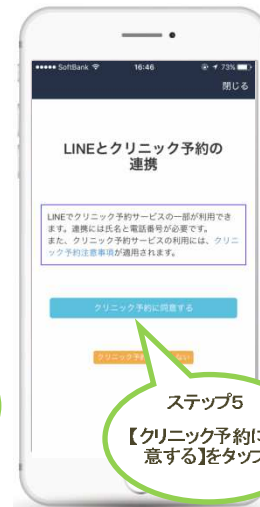 SoftBank 16:46 73%
閉じる
LINEとクリニック予約の
連携
LINEでクリニック予約サービスの一部が利用でき
ます。連携には氏名と電話番号が必要です。
また、クリニック予約サービスの利用には、クリニ
ック予約注意事項が適用されます。
クリニック予約に同意する
クリニック予約
ない
ステップ5
【クリニック予約に
意する】をタップ